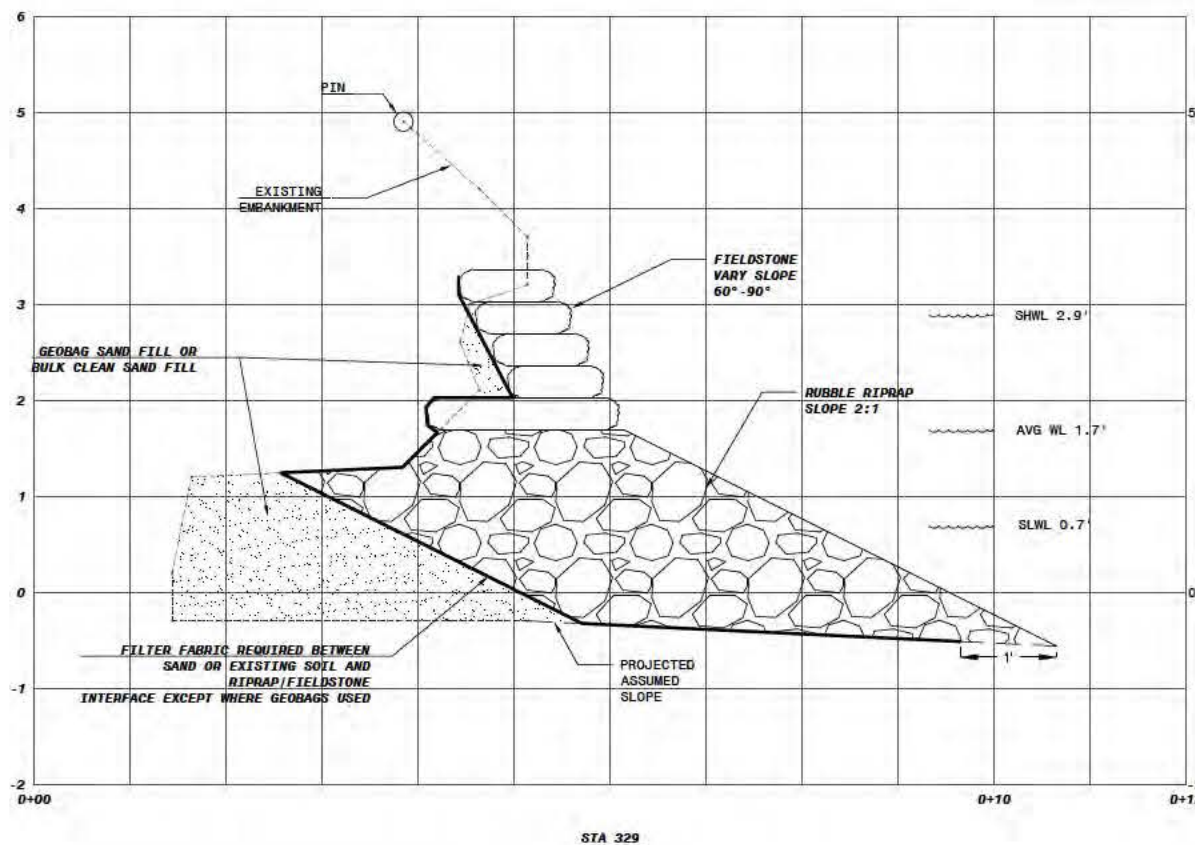 6
5
5
PIN
EXISTING
EMBANKMENT
4
FIELDSTONE
VARY SLOPE
60°-90°
3
SHWL 2.9'
GEOBAG SAND FILL OR
BULK CLEAN SAND FILL
RUBBLE RIPRAP
SLOPE 2:1
2
AVG WL 1.7'
1
SLWL 0.7'
0
0
FILTER FABRIC REQUIRED BETWEEN
SAND OR EXISTING SOIL AND
RIPRAP/FIELDSTONE
INTERFACE EXCEPT WHERE GEOBAGS USED
PROJECTED
ASSUMED
SLOPE
1'
-1
-2
0+00
0+10
STA 329